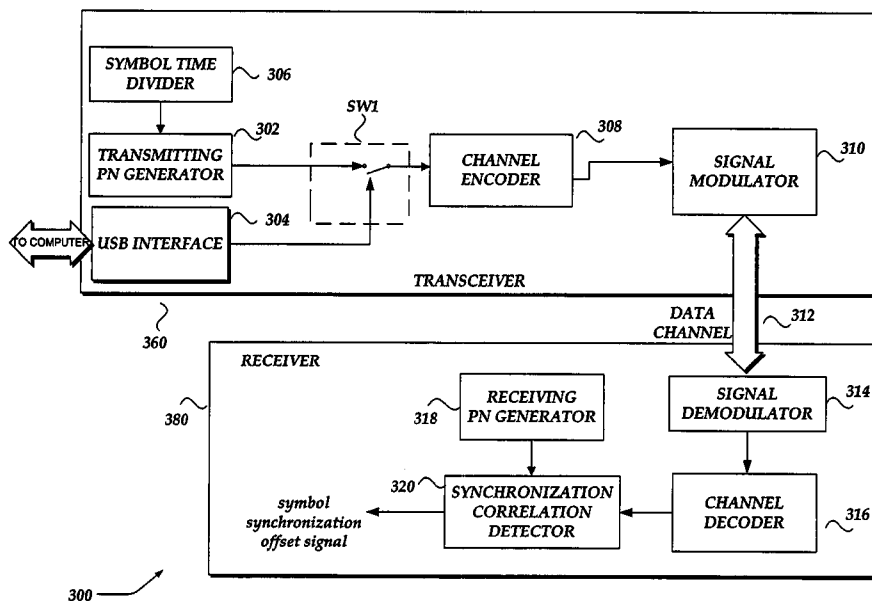 SYMBOL TIME
DIVIDER
306
302
TRANSMITTING
PN GENERATOR
SW1
CHANNEL
ENCODER
308
SIGNAL
MODULATOR
310
304
TO COMPUTER
USB INTERFACE
TRANSCEIVER
360
DATA
CHANNEL
312
RECEIVER
380
RECEIVING
PN GENERATOR
318
SIGNAL
DEMODULATOR
314
320
SYNCHRONIZATION
CORRELATION
DETECTOR
CHANNEL
DECODER
316
symbol
synchronization
offset signal
300